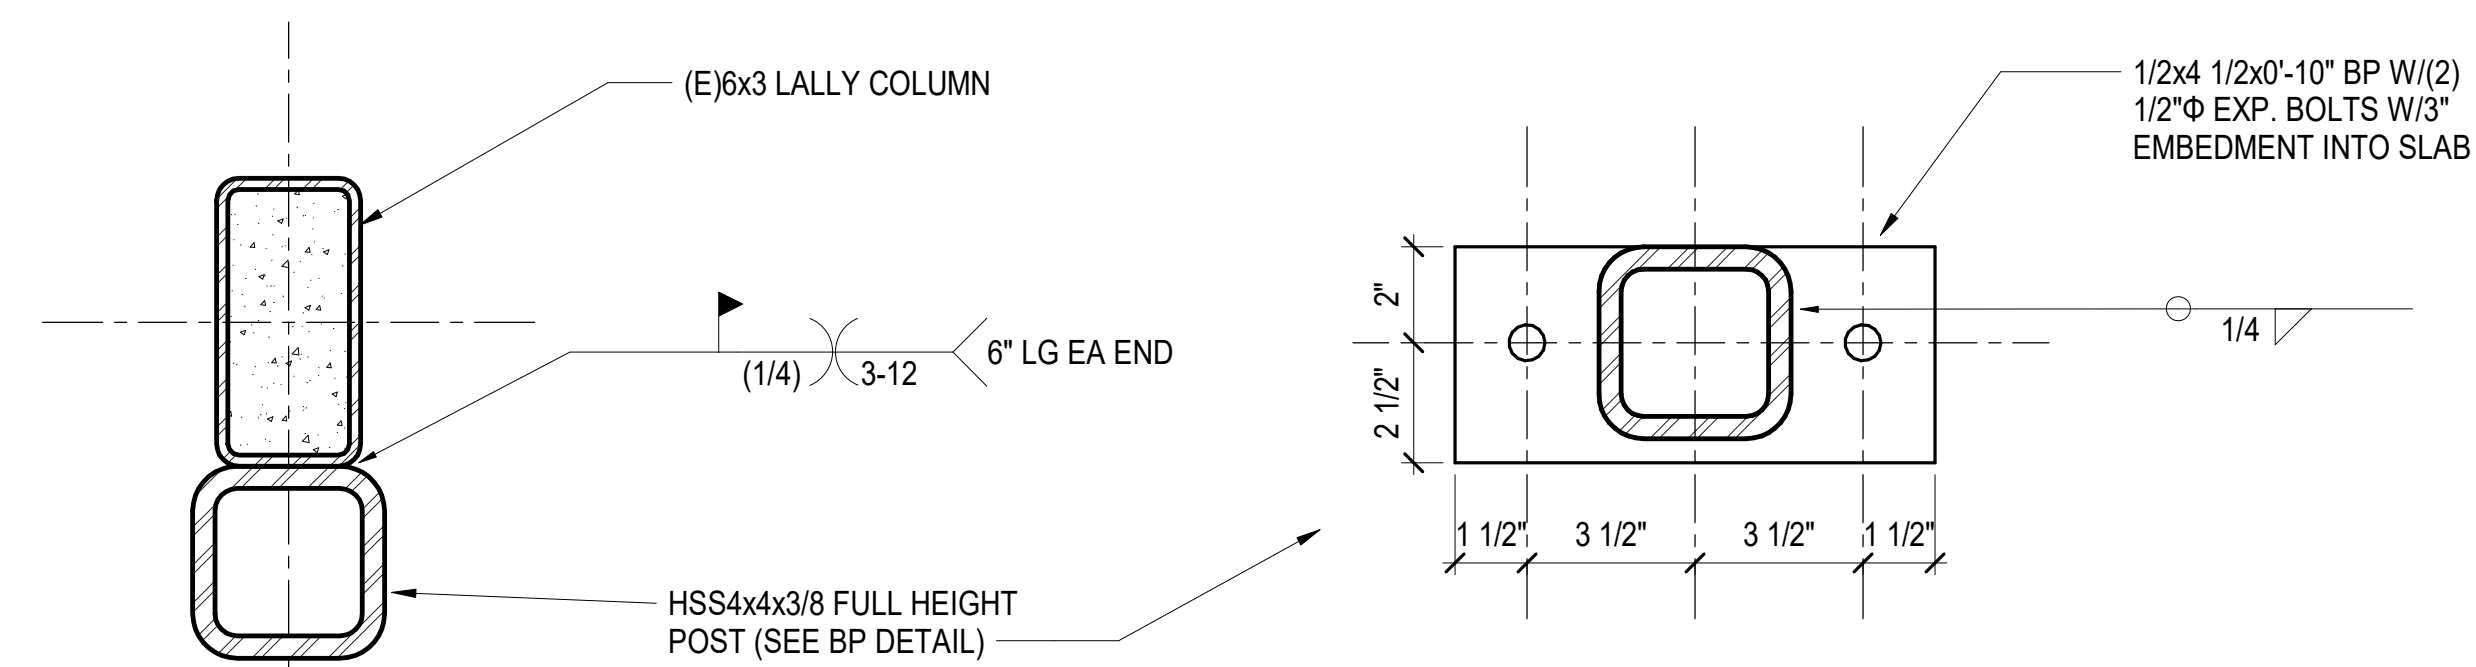 (E)6x3 LALLY COLUMN
(1/4)
3-12
6" LG EA END
HSS4x4x3/8 FULL HEIGHT
POST (SEE BP DETAIL)
1/2x4 1/2x0'-10" BP W/(2)
1/2"Φ EXP. BOLTS W/3"
EMBEDMENT INTO SLAB
2"
2 1/2"
1/4
1 1/2"
3 1/2"
3 1/2"
1 1/2"